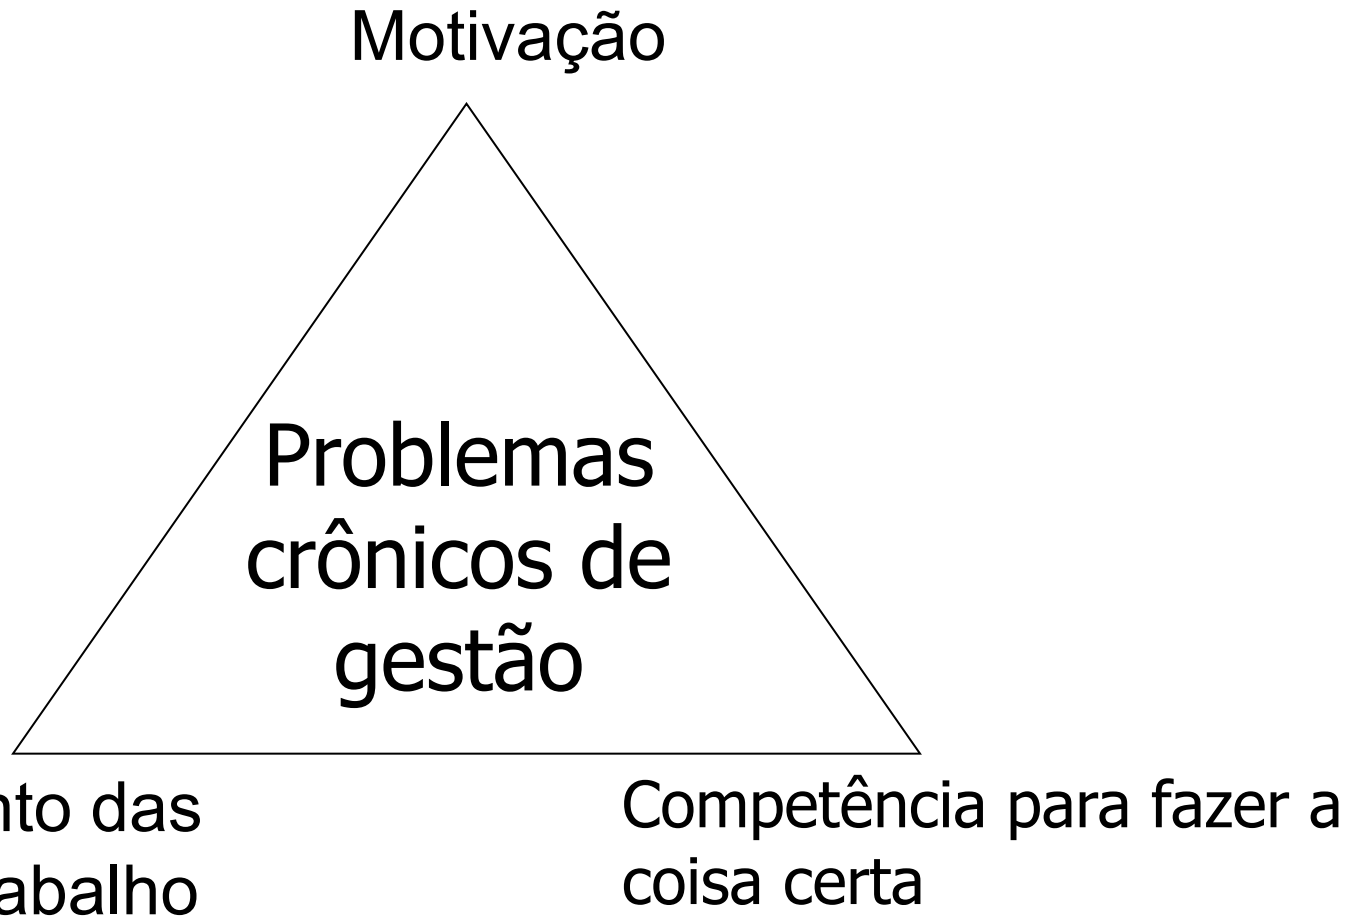 Motivação
Problemas
crônicos de
gestão
das
Competência para fazer a
coisa certa